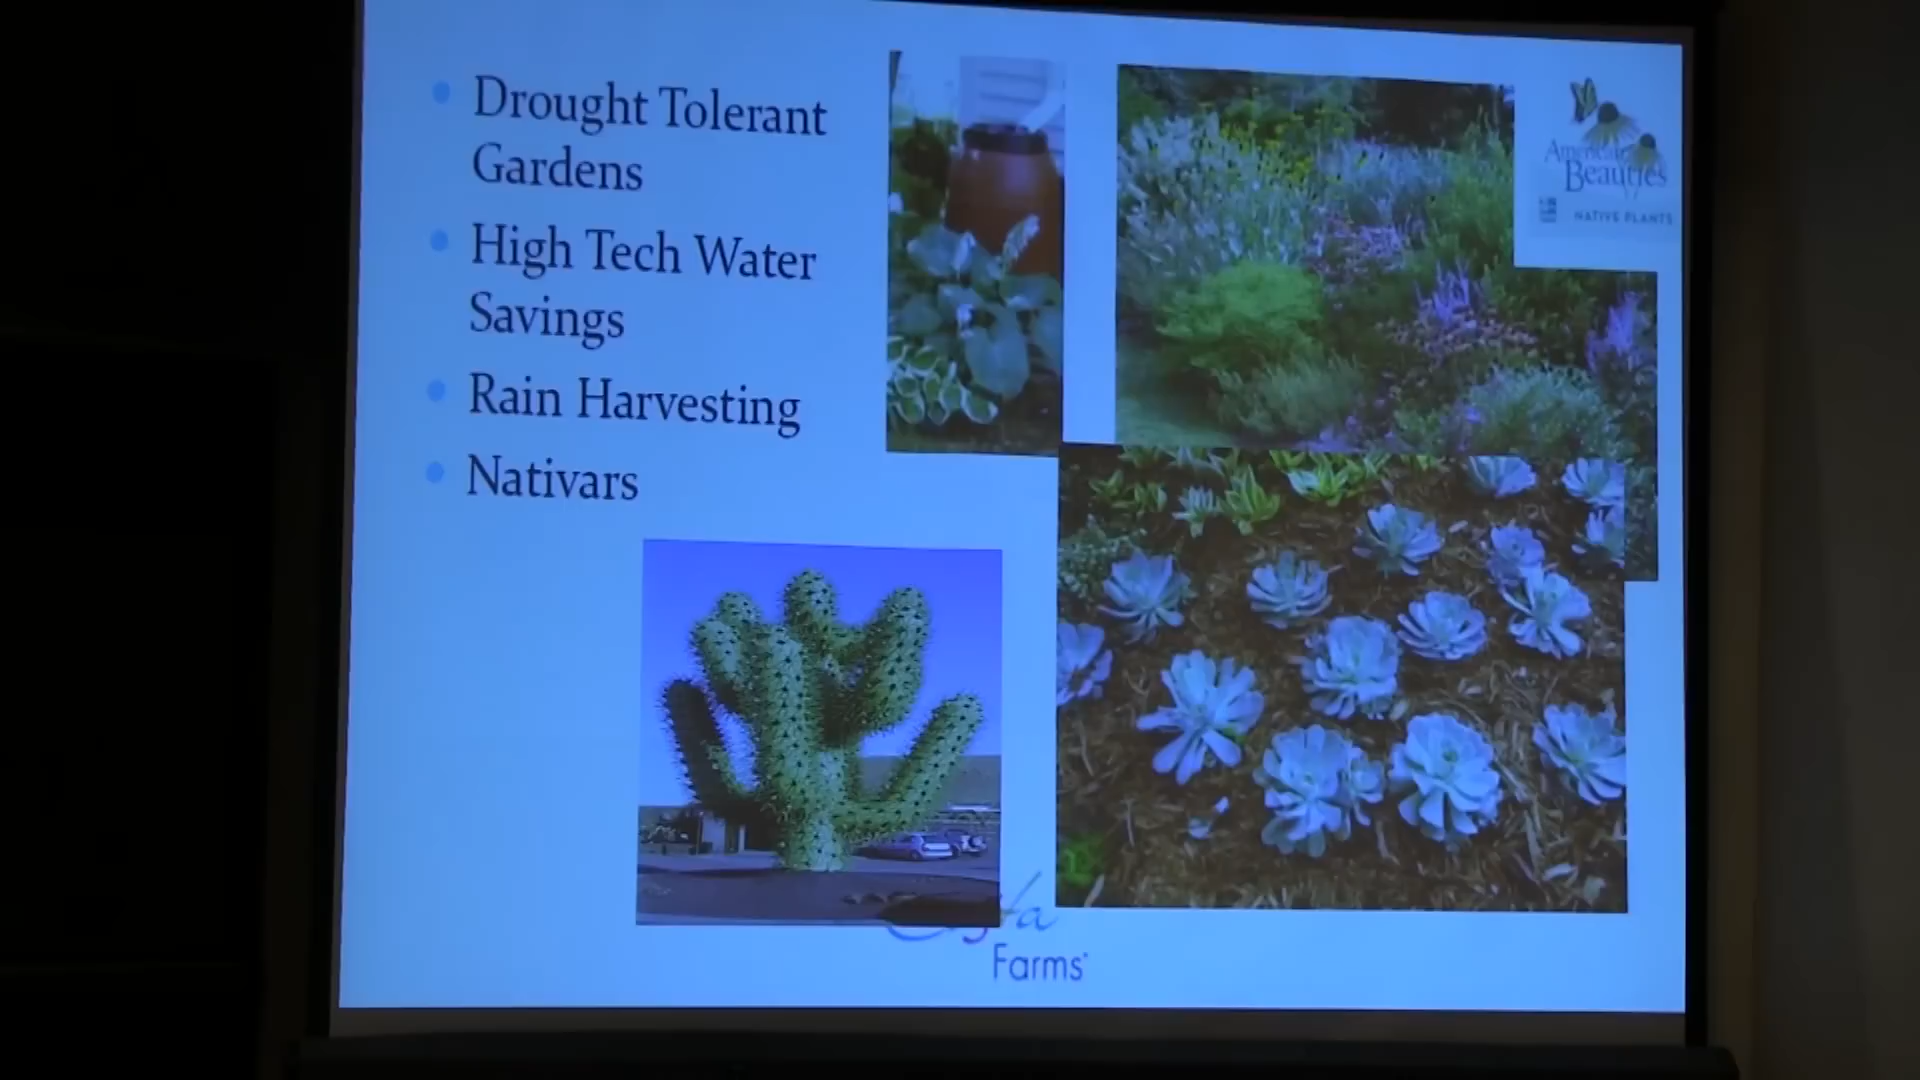 Drought Tolerant
Gardens
High Tech Water
Savings
Rain Harvesting
Nativars
American
Beauties
NATIVE PLANTS
Farms